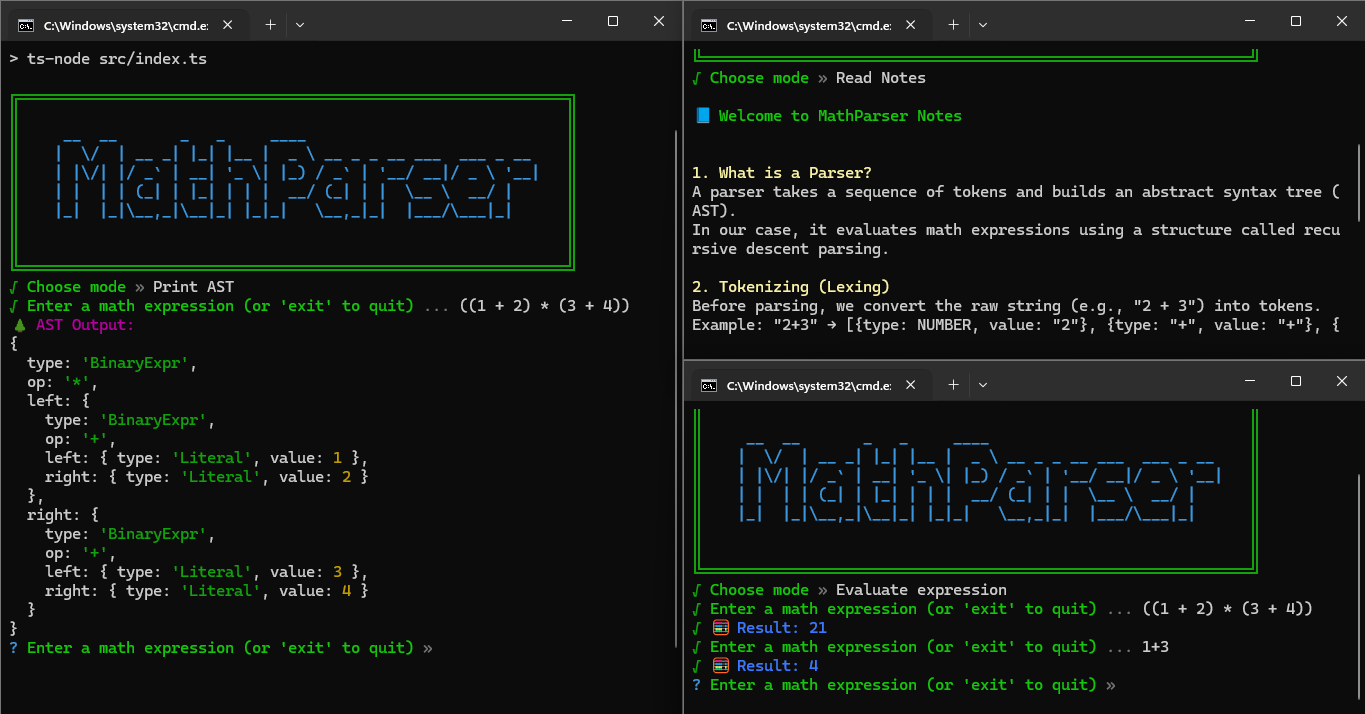 C:\Windows\system32\cmd.e:
> ts-node src/index.ts
MathParser
√ Choose mode » Print AST
√ Enter a math expression (or 'exit' to quit) ... ((1 + 2) * (3 + 4))
🌲 AST Output:
{
  type: 'BinaryExpr',
  op: '*',
  left: {
    type: 'BinaryExpr',
    op: '+',
    left: { type: 'Literal', value: 1 },
    right: { type: 'Literal', value: 2 }
  },
  right: {
    type: 'BinaryExpr',
    op: '+',
    left: { type: 'Literal', value: 3 },
    right: { type: 'Literal', value: 4 }
  }
}
? Enter a math expression (or 'exit' to quit) »
C:\Windows\system32\cmd.e:
√ Choose mode » Read Notes
📘 Welcome to MathParser Notes
1. What is a Parser?
A parser takes a sequence of tokens and builds an abstract syntax tree (
AST).
In our case, it evaluates math expressions using a structure called recu
rsive descent parsing.
2. Tokenizing (Lexing)
Before parsing, we convert the raw string (e.g., "2 + 3") into tokens.
Example: "2+3" → [{type: NUMBER, value: "2"}, {type: "+", value: "+"}, {
C:\Windows\system32\cmd.e:
MathParser
√ Choose mode » Evaluate expression
√ Enter a math expression (or 'exit' to quit) ... ((1 + 2) * (3 + 4))
√ 🧮 Result: 21
√ Enter a math expression (or 'exit' to quit) ... 1+3
√ 🧮 Result: 4
? Enter a math expression (or 'exit' to quit) »